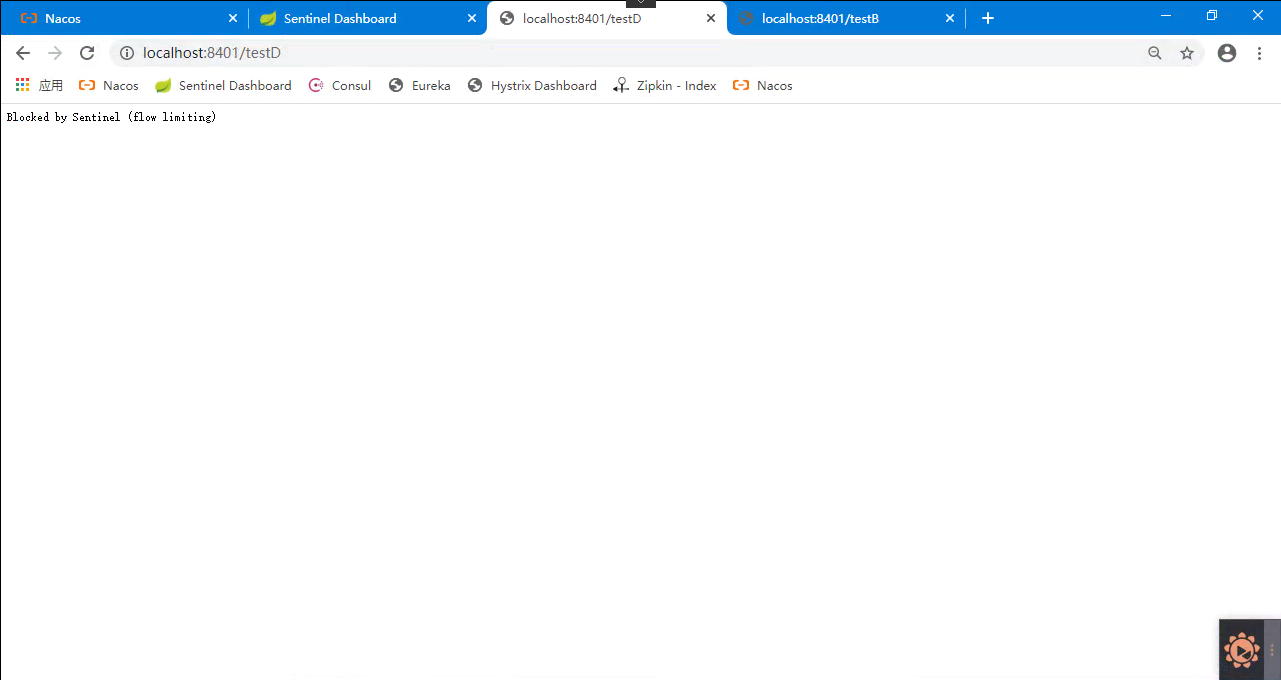 Nacos
Sentinel Dashboard
localhost:8401/testD
localhost:8401/testB
localhost:8401/testD
应用 Nacos Sentinel Dashboard Consul Eureka Hystrix Dashboard Zipkin - Index Nacos
Blocked by Sentinel (flow limiting)